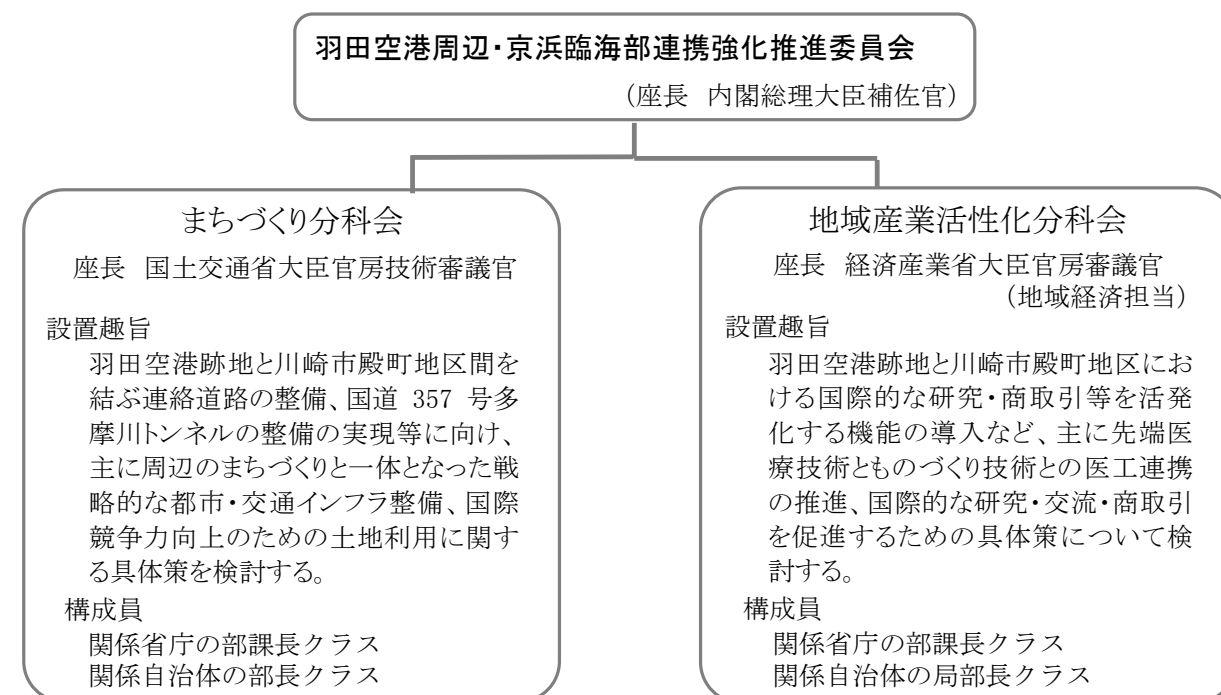 羽田空港周辺・京浜臨海部連携強化推進委員会
（座長　内閣総理大臣補佐官）
まちづくり分科会
座長　国土交通省大臣官房技術審議官
設置趣旨
羽田空港跡地と川崎市殿町地区間を
結ぶ連絡道路の整備、国道 357 号多
摩川トンネルの整備の実現等に向け、
主に周辺のまちづくりと一体となった戦
略的な都市・交通インフラ整備、国際
競争力向上のための土地利用に関す
る具体策を検討する。
構成員
関係省庁の部課長クラス
関係自治体の部長クラス
地域産業活性化分科会
座長　経済産業省大臣官房審議官
（地域経済担当）
設置趣旨
羽田空港跡地と川崎市殿町地区にお
ける国際的な研究・商取引等を活発
化する機能の導入など、主に先端医
療技術とものづくり技術との医工連携
の推進、国際的な研究・交流・商取引
を促進するための具体策について検
討する。
構成員
関係省庁の部課長クラス
関係自治体の局部長クラス